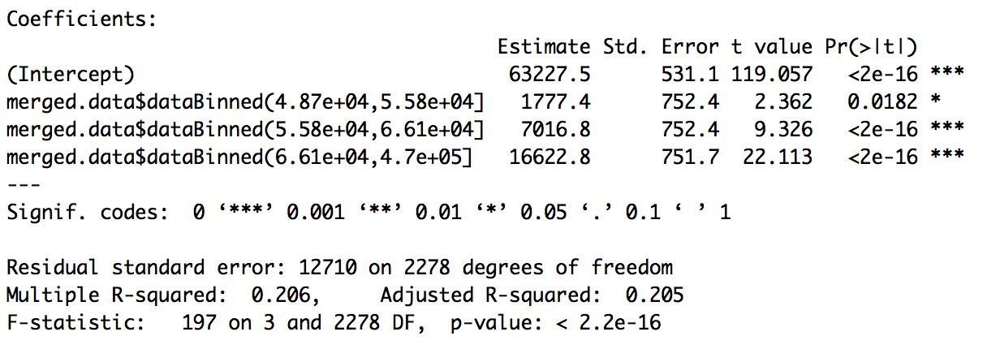 Coefficients:
Estimate Std. Error t value Pr(>|t|)
(Intercept) 63227.5 531.1 119.057 <2e-16 ***
merged.data$dataBinned(4.87e+04,5.58e+04] 1777.4 752.4 2.362 0.0182 *
merged.data$dataBinned(5.58e+04,6.61e+04] 7016.8 752.4 9.326 <2e-16 ***
merged.data$dataBinned(6.61e+04,4.7e+05] 16622.8 751.7 22.113 <2e-16 ***
---
Signif. codes: 0 ‘***’ 0.001 ‘**’ 0.01 ‘*’ 0.05 ‘.’ 0.1 ‘ ’ 1
Residual standard error: 12710 on 2278 degrees of freedom
Multiple R-squared: 0.206, Adjusted R-squared: 0.205
F-statistic: 197 on 3 and 2278 DF, p-value: < 2.2e-16